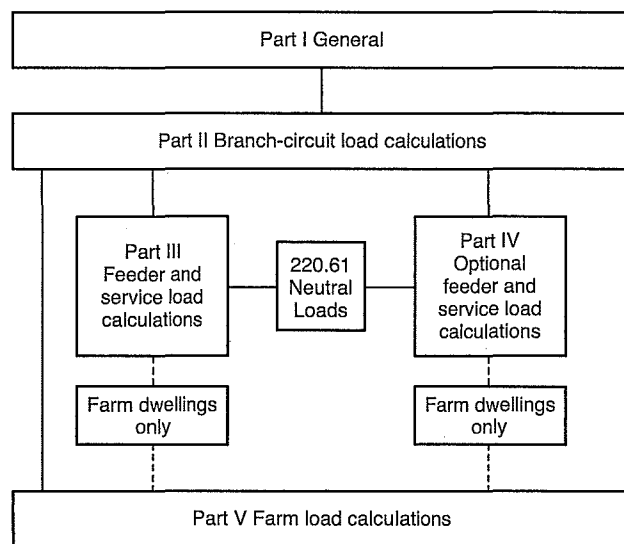 Part I General
Part II Branch-circuit load calculations
Part III
Feeder and
service load
calculations
220.61
Neutral
Loads
Part IV
Optional
feeder and
service load
calculations
Farm dwellings
only
Farm dwellings
only
Part V Farm load calculations